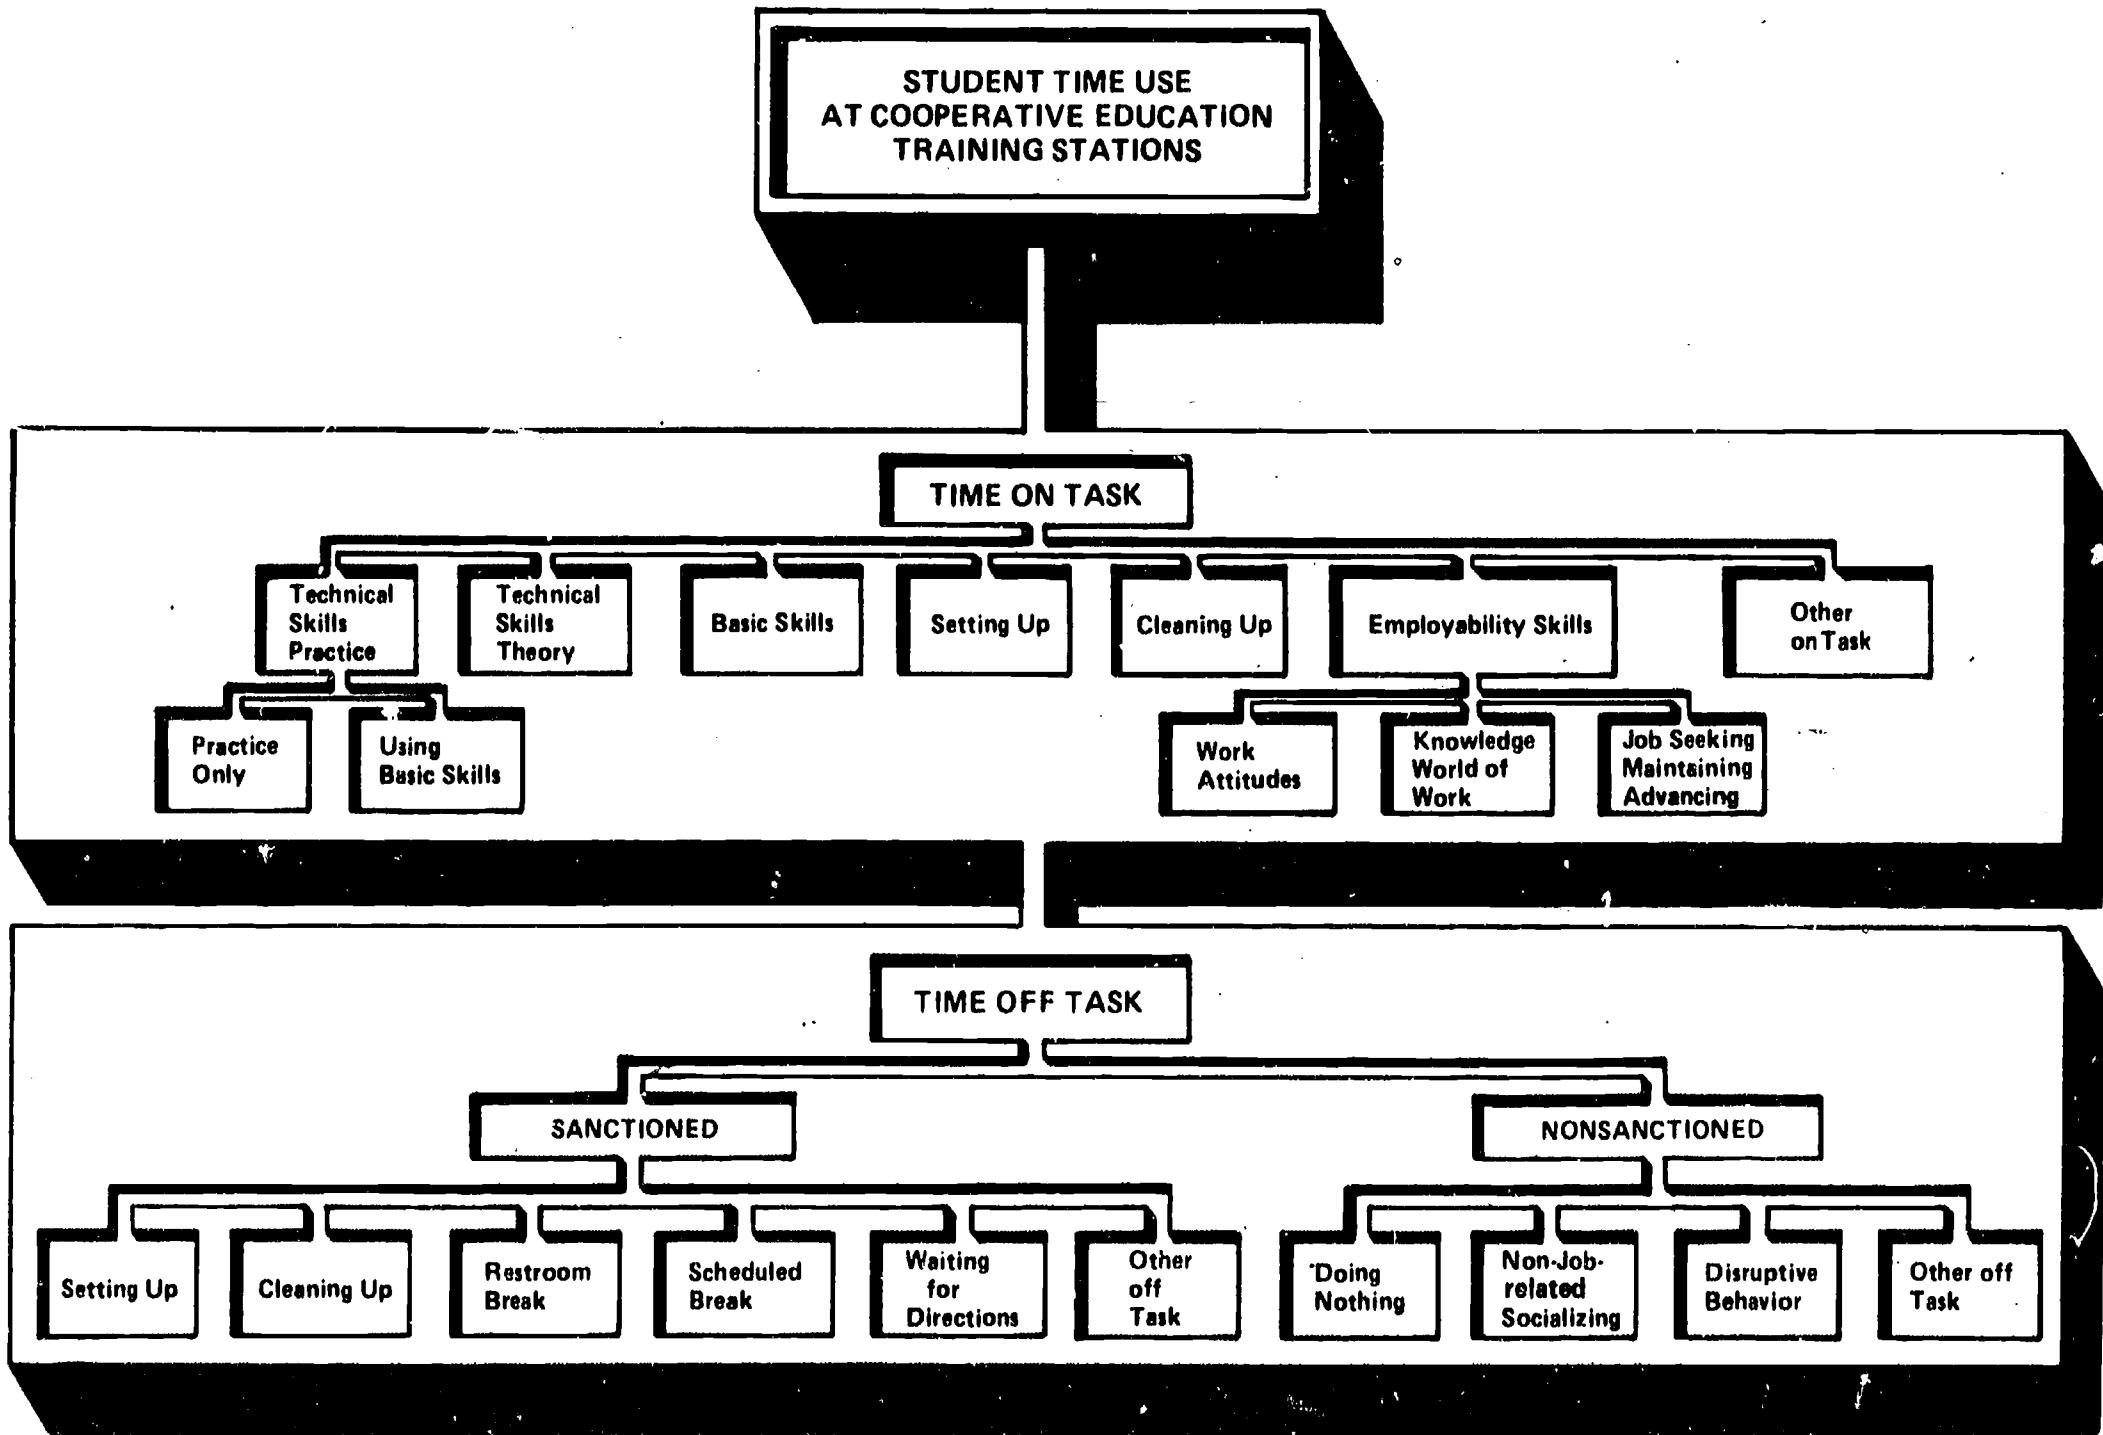 STUDENT TIME USE
AT COOPERATIVE EDUCATION
TRAINING STATIONS
TIME ON TASK
Technical
Skills
Practice
Technical
Skills
Theory
Basic Skills
Setting Up
Cleaning Up
Employability Skills
Other
on Task
Practice
Only
Using
Basic Skills
Work
Attitudes
Knowledge
World of
Work
Job Seeking
Maintaining
Advancing
TIME OFF TASK
SANCTIONED
NONSANCTIONED
Setting Up
Cleaning Up
Restroom
Break
Scheduled
Break
Waiting
for
Directions
Other
off
Task
Doing
Nothing
Non-Job-
related
Socializing
Disruptive
Behavior
Other off
Task